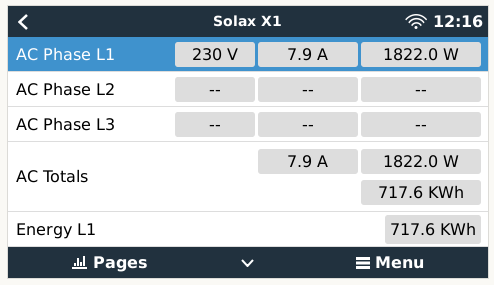 Solax X1 12:16
AC Phase L1 230 V 7.9 A 1822.0 W
AC Phase L2 -- -- --
AC Phase L3 -- -- --
AC Totals 7.9 A 1822.0 W
717.6 KWh
Energy L1 717.6 KWh
Pages Menu